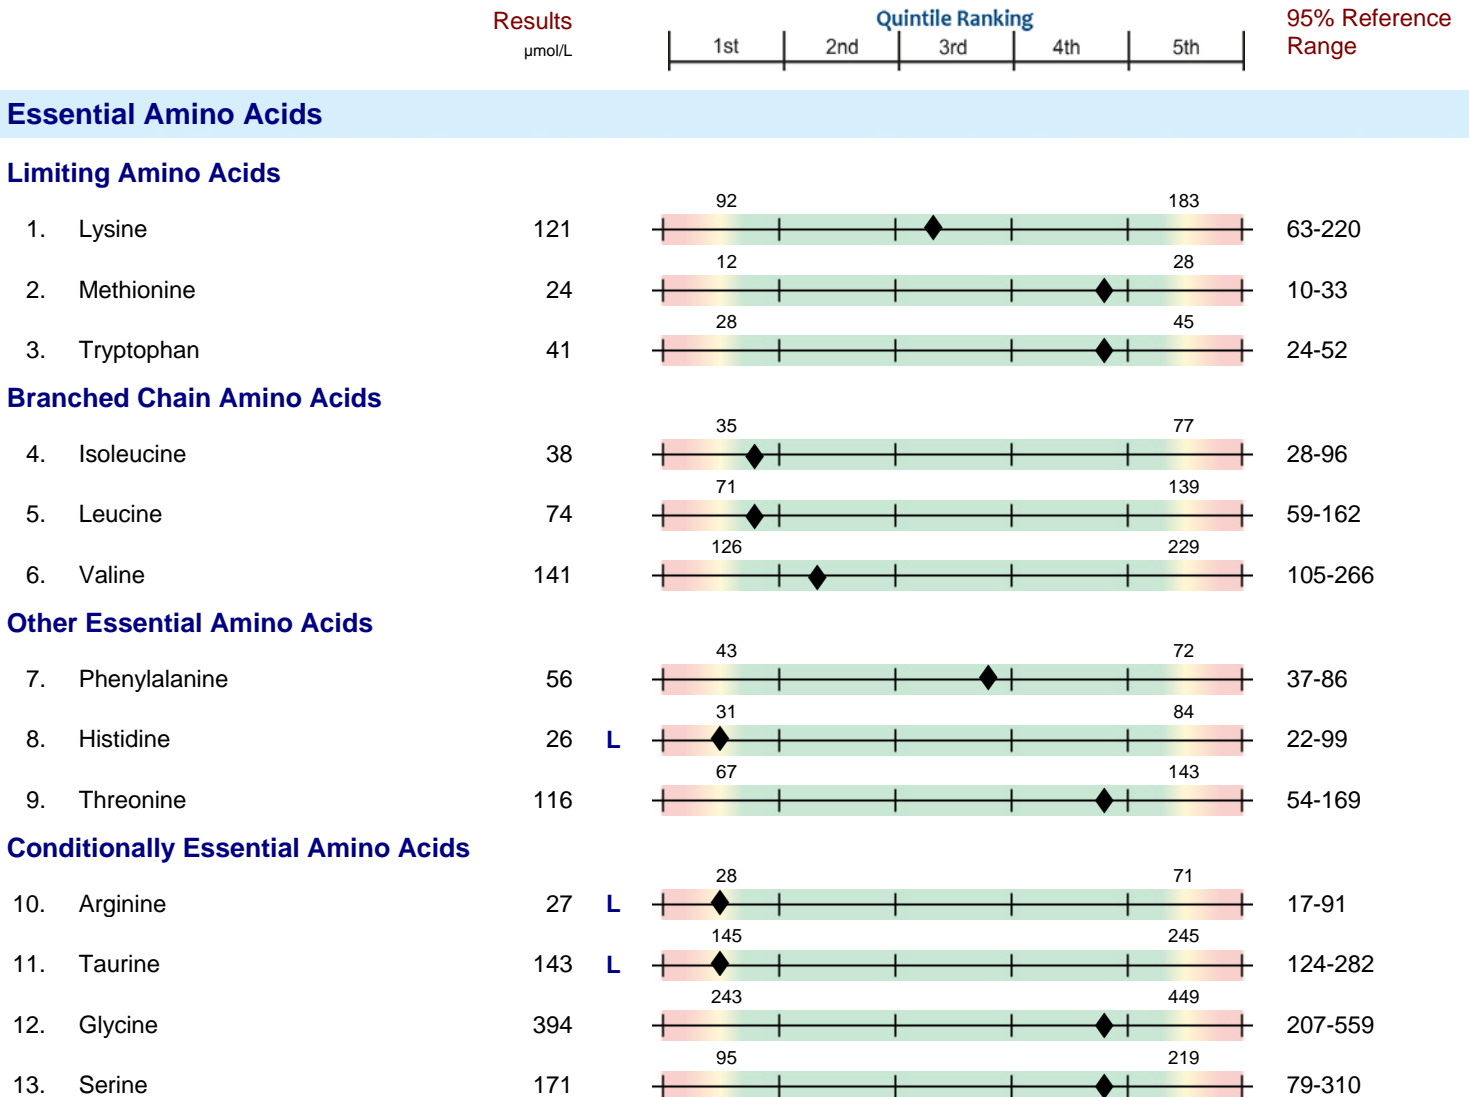 Results
µmol/L
Quintile Ranking
1st 2nd 3rd 4th 5th
95% Reference
Range
Essential Amino Acids
Limiting Amino Acids
92 183
1. Lysine 121 63-220
12 28
2. Methionine 24 10-33
28 45
3. Tryptophan 41 24-52
Branched Chain Amino Acids
35 77
4. Isoleucine 38 28-96
71 139
5. Leucine 74 59-162
126 229
6. Valine 141 105-266
Other Essential Amino Acids
43 72
7. Phenylalanine 56 37-86
31 84
8. Histidine 26 L 22-99
67 143
9. Threonine 116 54-169
Conditionally Essential Amino Acids
28 71
10. Arginine 27 L 17-91
145 245
11. Taurine 143 L 124-282
243 449
12. Glycine 394 207-559
95 219
13. Serine 171 79-310